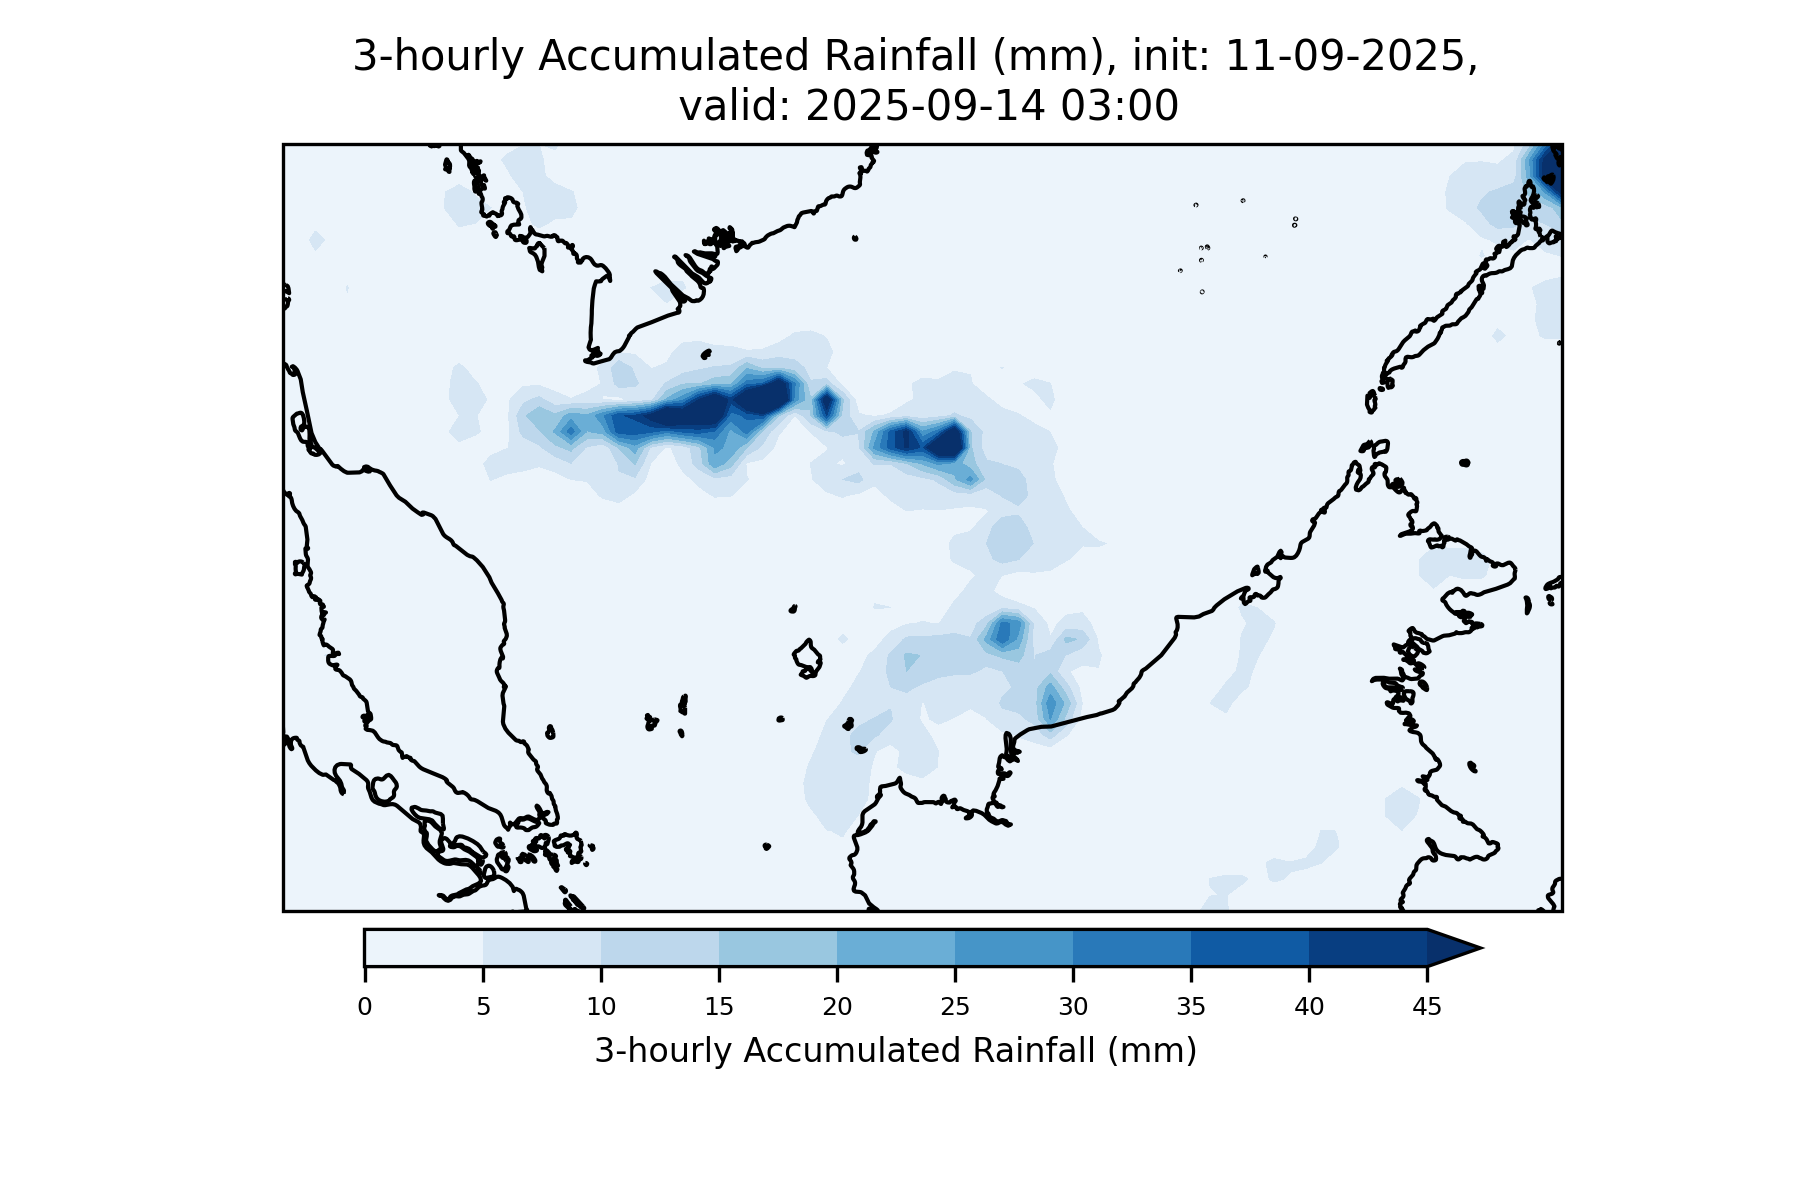 3-hourly Accumulated Rainfall (mm), init: 11-09-2025,
valid: 2025-09-14 03:00
0 5 10 15 20 25 30 35 40 45
3-hourly Accumulated Rainfall (mm)